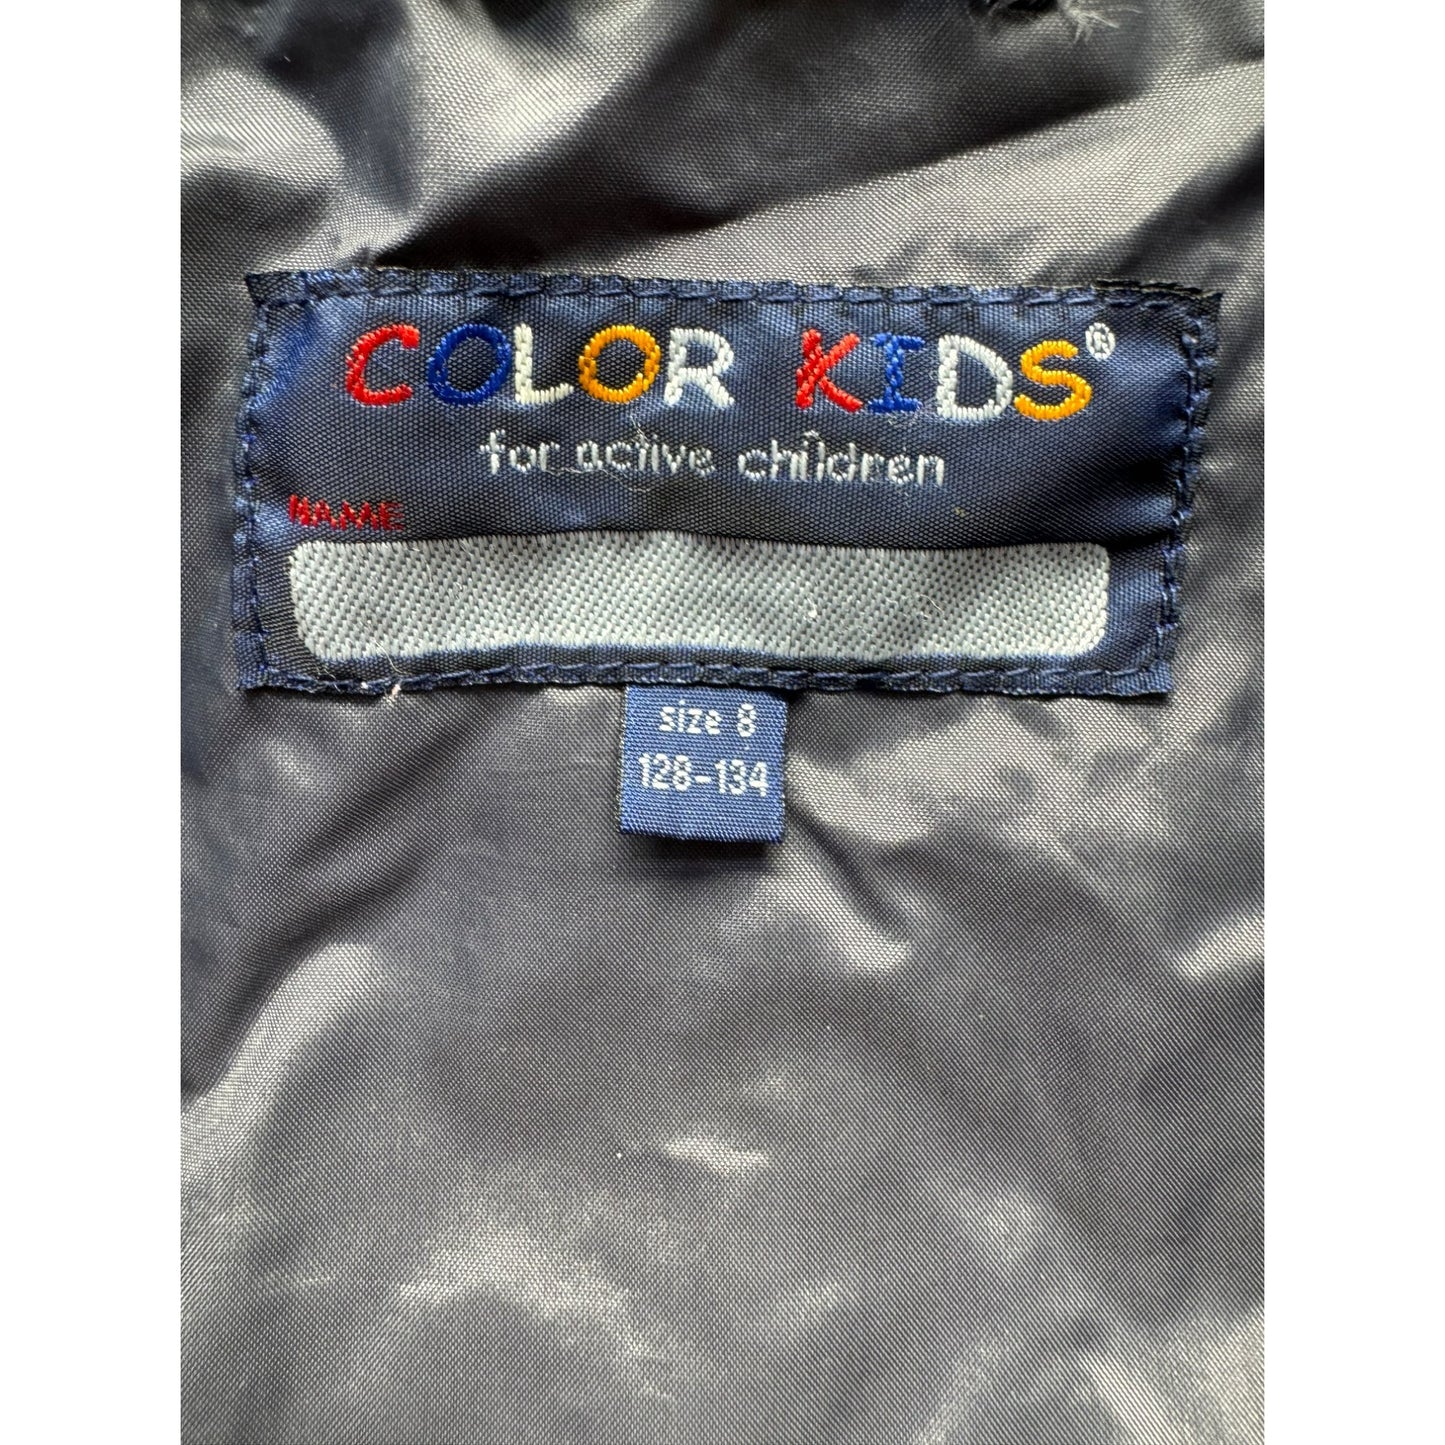 COLOR KIDS®
for active children
NAME
size 8
128-134